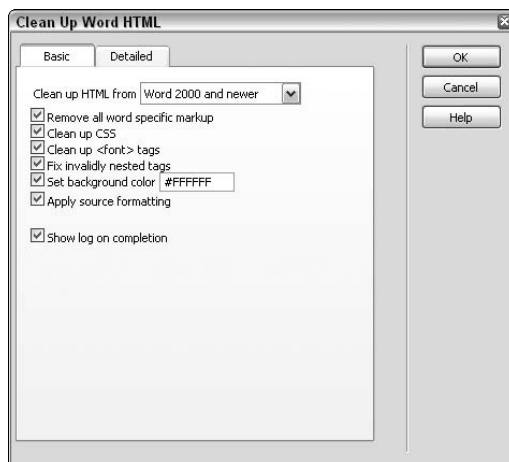 Clean Up Word HTML
Basic Detailed
OK
Clean up HTML from Word 2000 and newer
Cancel
Remove all word specific markup
Help
Clean up CSS
Clean up <font> tags
Fix invalidly nested tags
Set background color #FFFFFF
Apply source formatting
Show log on completion